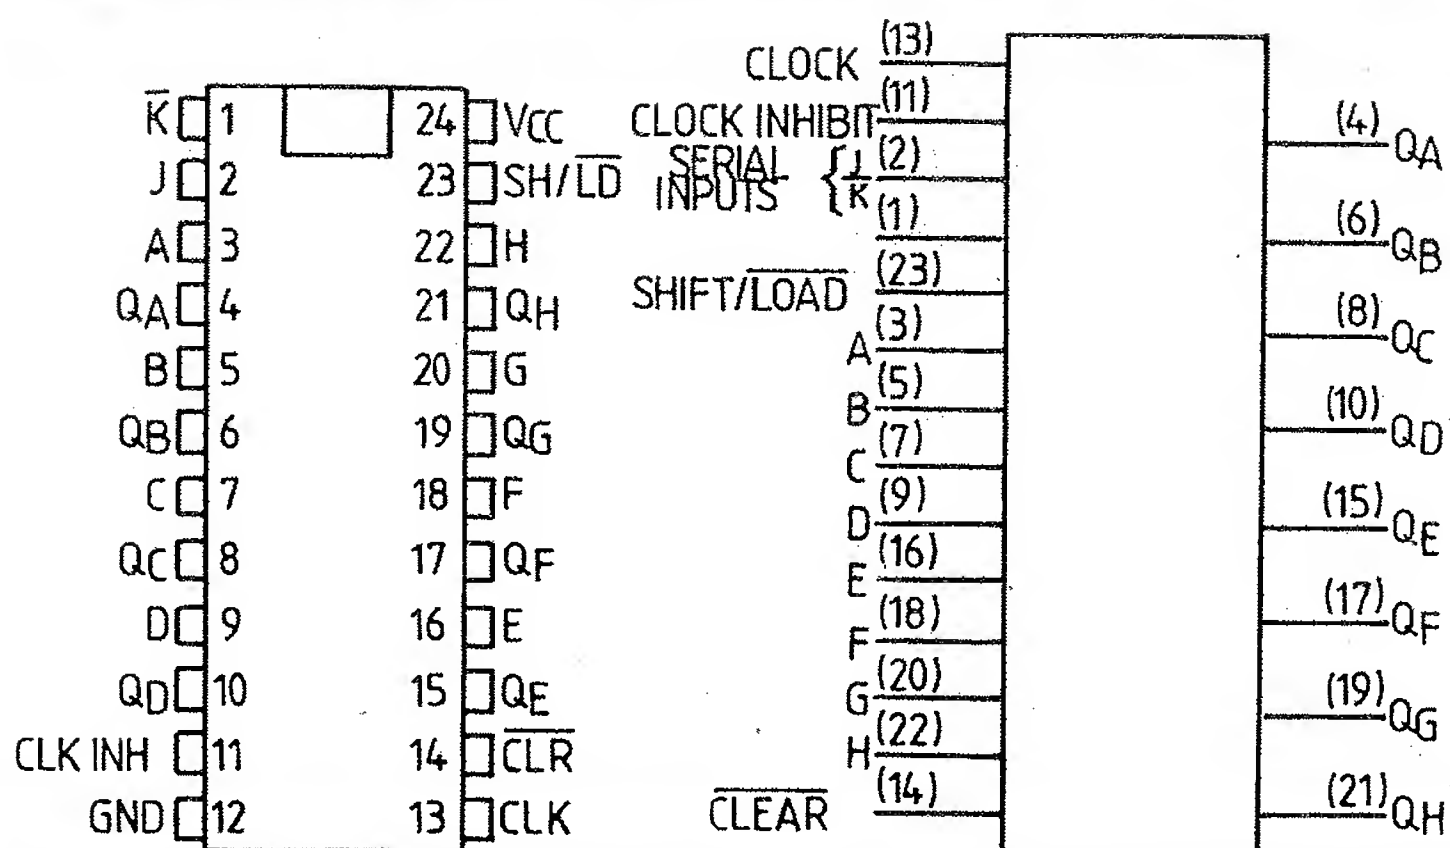 K̅ 1 24 VCC
J 2 23 SH/L̅D̅
A 3 22 H
QA 4 21 QH
B 5 20 G
QB 6 19 QG
C 7 18 F
QC 8 17 QF
D 9 16 E
QD 10 15 QE
CLK INH 11 14 C̅L̅R̅
GND 12 13 CLK
CLOCK (13)
CLOCK INHIBIT (11)
SERIAL INPUTS { J (2)
K̅ (1)
SHIFT/L̅O̅A̅D̅ (23)
A (3)
B (5)
C (7)
D (9)
E (16)
F (18)
G (20)
H (22)
C̅L̅E̅A̅R̅ (14)
(4) QA
(6) QB
(8) QC
(10) QD
(15) QE
(17) QF
(19) QG
(21) QH